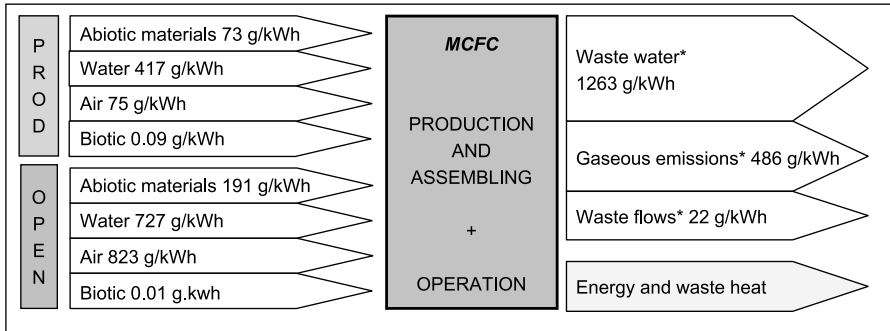 PROD
Abiotic materials 73 g/kWh
Water 417 g/kWh
Air 75 g/kWh
Biotic 0.09 g/kWh
OPEN
Abiotic materials 191 g/kWh
Water 727 g/kWh
Air 823 g/kWh
Biotic 0.01 g.kwh
MCFC
PRODUCTION
AND
ASSEMBLING
+
OPERATION
Waste water*
1263 g/kWh
Gaseous emissions* 486 g/kWh
Waste flows* 22 g/kWh
Energy and waste heat